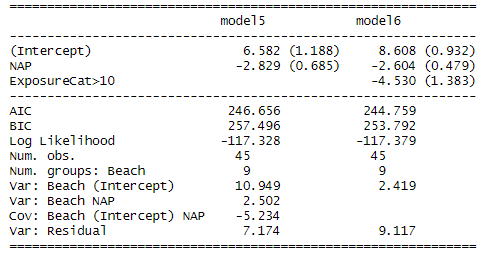 =====================================================
model5 model6
-----------------------------------------------------
(Intercept) 6.582 (1.188) 8.608 (0.932)
NAP -2.829 (0.685) -2.604 (0.479)
ExposureCat>10 -4.530 (1.383)
-----------------------------------------------------
AIC 246.656 244.759
BIC 257.496 253.792
Log Likelihood -117.328 -117.379
Num. obs. 45 45
Num. groups: Beach 9 9
Var: Beach (Intercept) 10.949 2.419
Var: Beach NAP 2.502
Cov: Beach (Intercept) NAP -5.234
Var: Residual 7.174 9.117
=====================================================